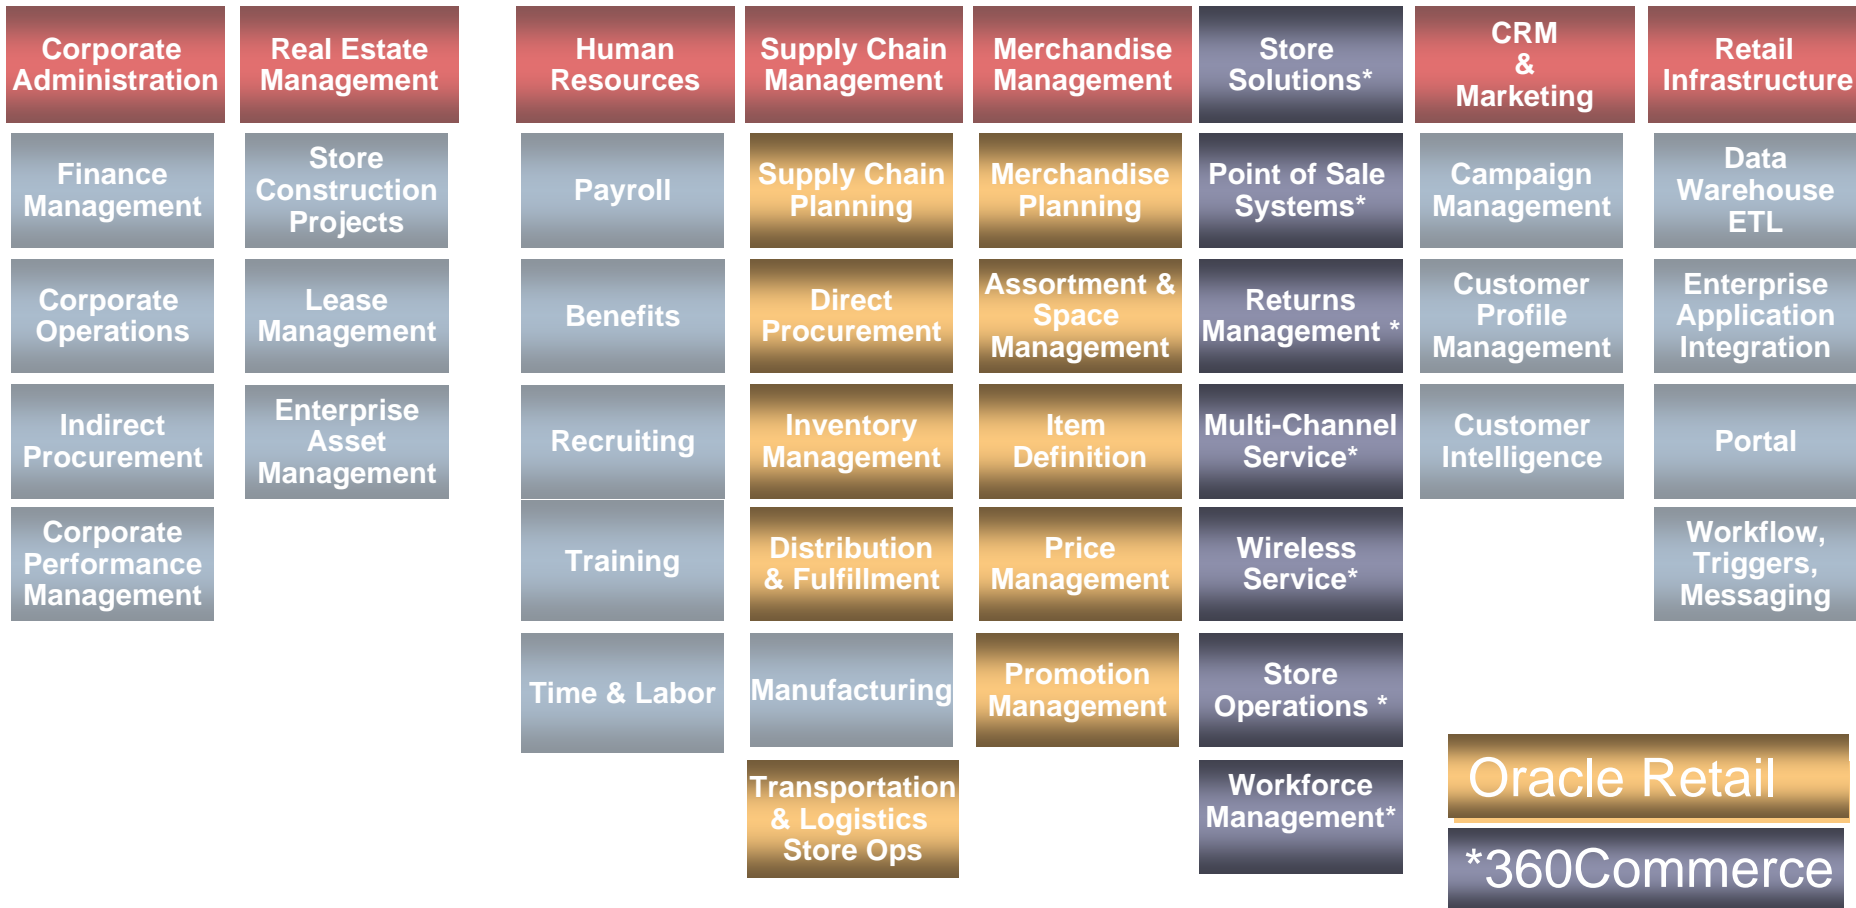 Corporate
Administration
Real Estate
Management
Human
Resources
Supply Chain
Management
Merchandise
Management
Store
Solutions*
CRM
&
Marketing
Retail
Infrastructure
Finance
Management
Store
Construction
Projects
Payroll
Supply Chain
Planning
Merchandise
Planning
Point of Sale
Systems*
Campaign
Management
Data
Warehouse
ETL
Corporate
Operations
Lease
Management
Benefits
Direct
Procurement
Assortment &
Space
Management
Returns
Management *
Customer
Profile
Management
Enterprise
Application
Integration
Indirect
Procurement
Enterprise
Asset
Management
Recruiting
Inventory
Management
Item
Definition
Multi-Channel
Service*
Customer
Intelligence
Portal
Corporate
Performance
Management
Training
Distribution
& Fulfillment
Price
Management
Wireless
Service*
Workflow,
Triggers,
Messaging
Time & Labor
Manufacturing
Promotion
Management
Store
Operations *
Transportation
& Logistics
Store Ops
Workforce
Management*
Oracle Retail
*360Commerce